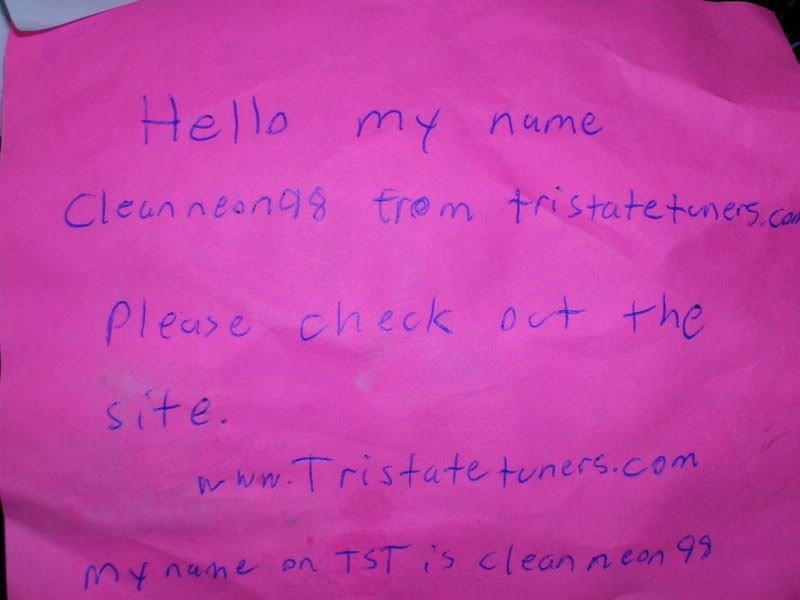 Hello my name
Cleanneon98 from tristatetuners.com
Please check out the
site.
www.Tristatetuners.com
my name on TST is cleanneon98